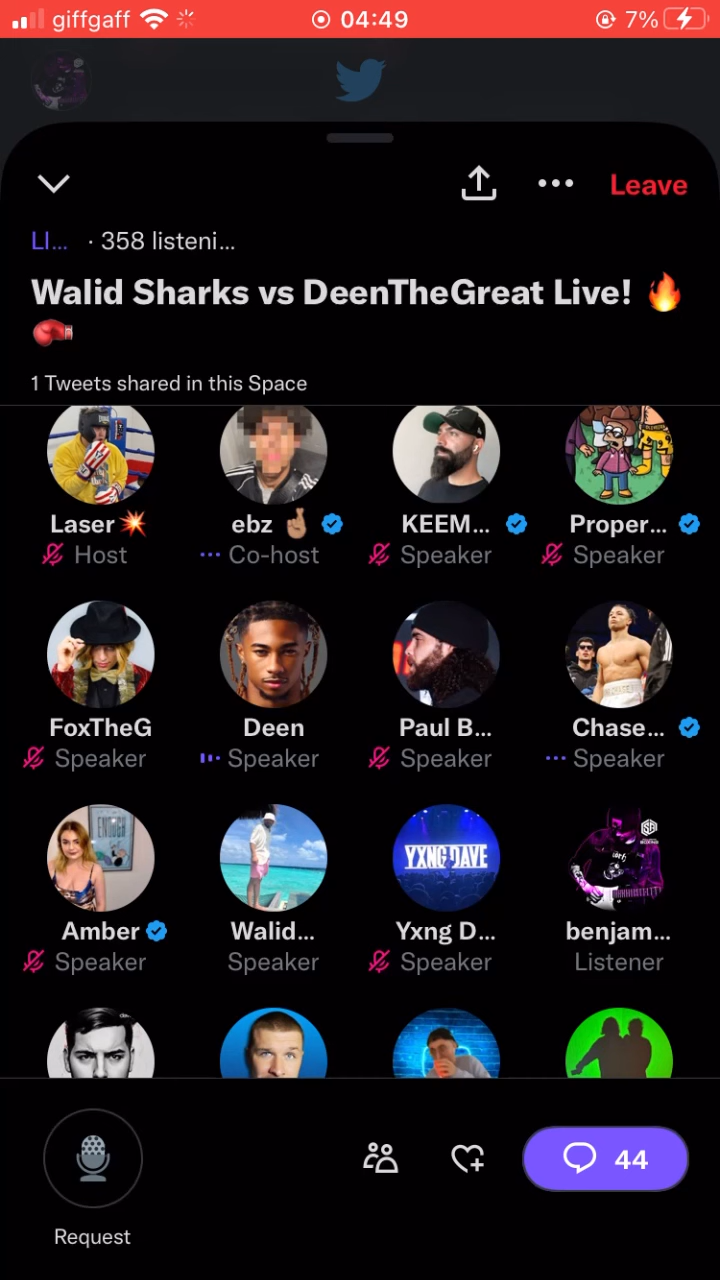 giffgaff 04:49 7%
Leave
LI... · 358 listeni...
Walid Sharks vs DeenTheGreat Live! 🔥
🥊
1 Tweets shared in this Space
Laser💥 ebz 🤞🏽 KEEM... Proper...
Host Co-host Speaker Speaker
FoxTheG Deen Paul B... Chase...
Speaker Speaker Speaker Speaker
ENOUGH
YXNG DAVE
Amber Walid... Yxng D... benjam...
Speaker Speaker Speaker Listener
44
Request